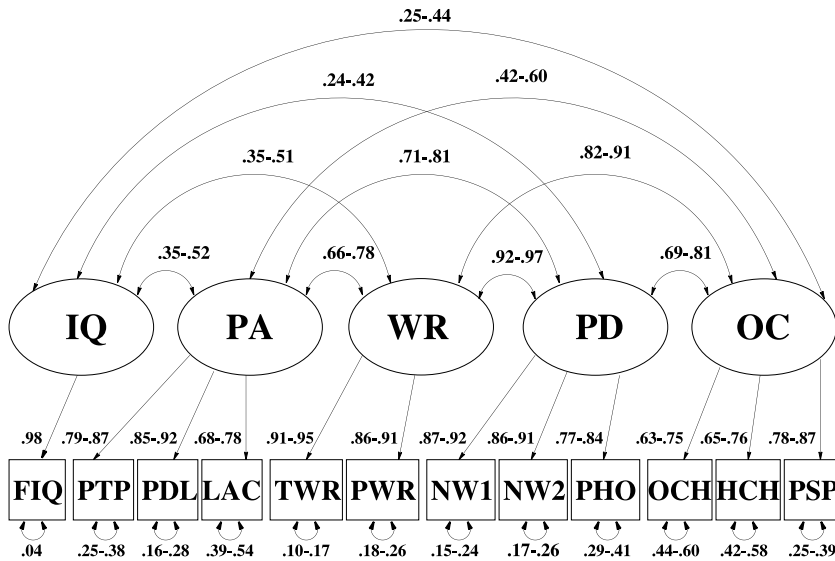 .25-.44
.24-.42 .42-.60
.35-.51 .71-.81 .82-.91
.35-.52 .66-.78 .92-.97 .69-.81
IQ PA WR PD OC
.98 .79-.87 .85-.92 .68-.78 .91-.95 .86-.91 .87-.92 .86-.91 .77-.84 .63-.75 .65-.76 .78-.87
FIQ PTP PDL LAC TWR PWR NW1 NW2 PHO OCH HCH PSP
.04 .25-.38 .16-.28 .39-.54 .10-.17 .18-.26 .15-.24 .17-.26 .29-.41 .44-.60 .42-.58 .25-.39